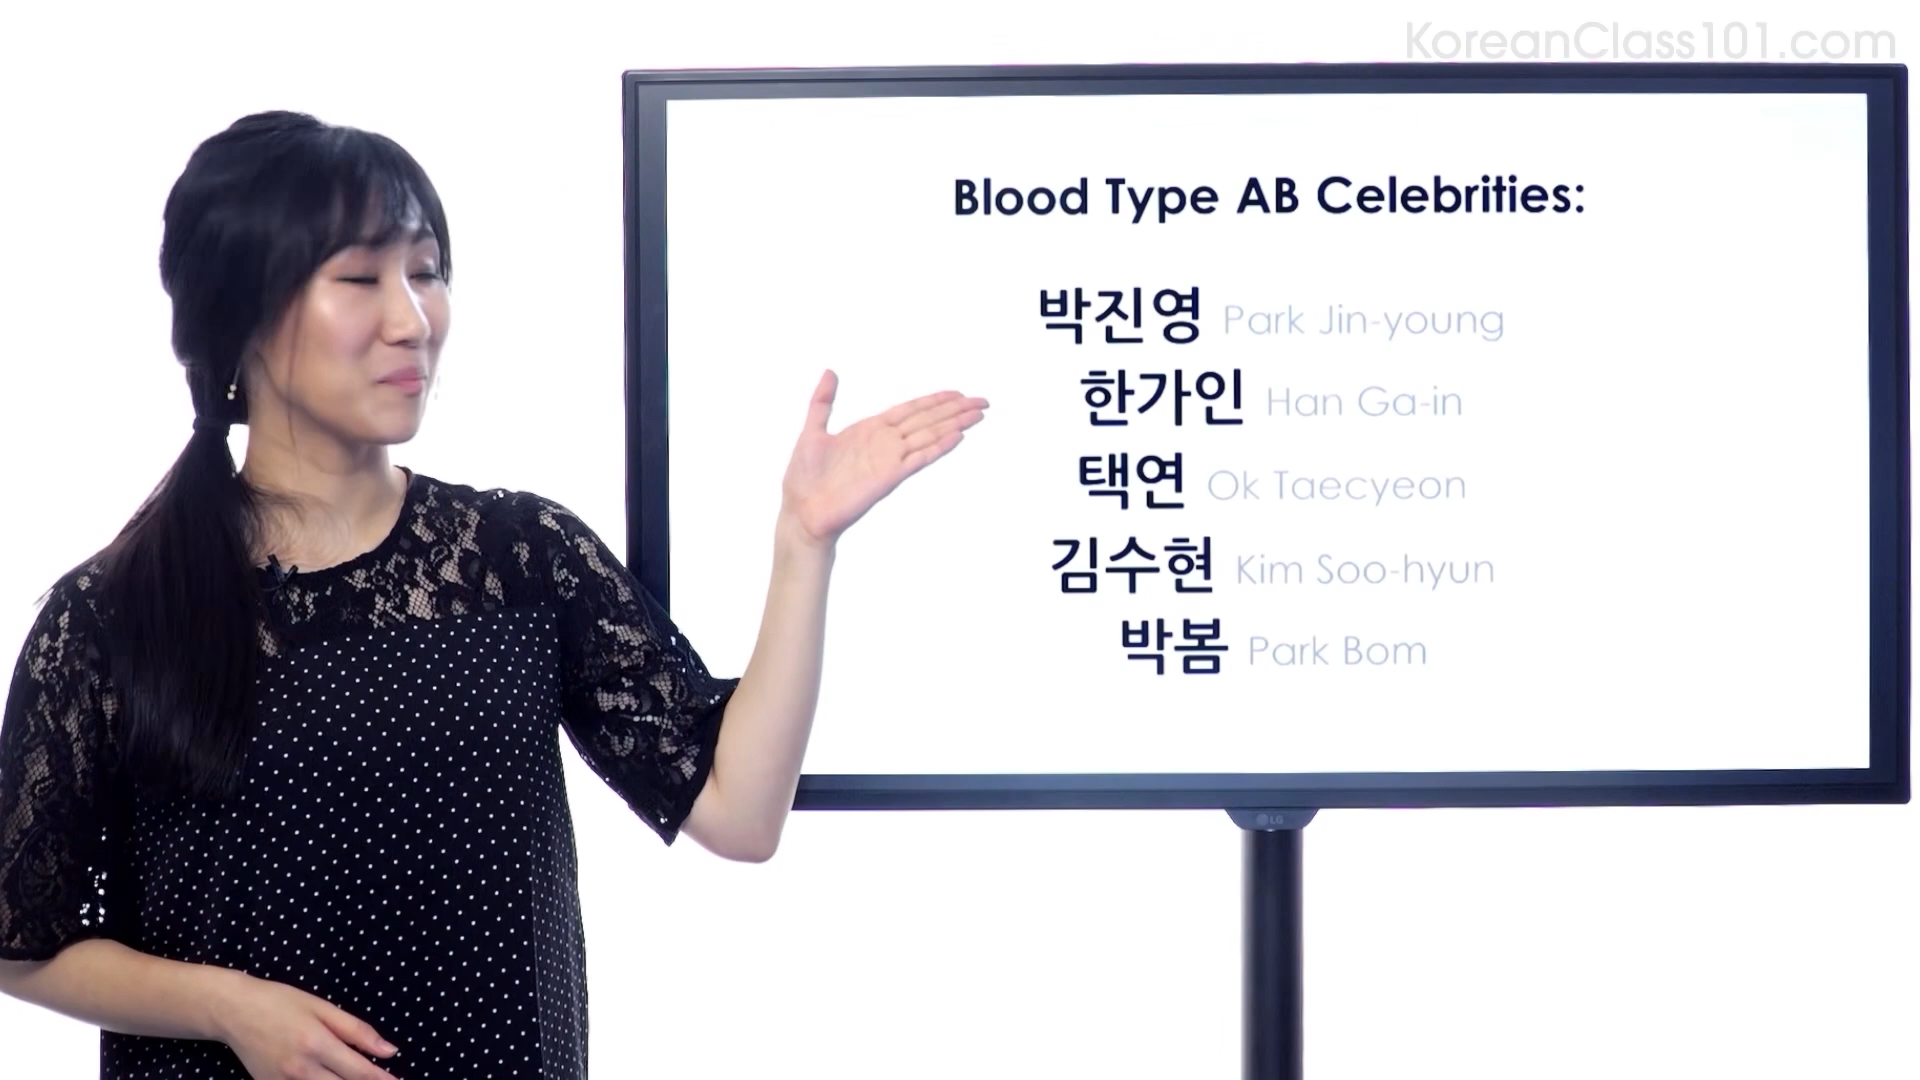 KoreanClass101.com
Blood Type AB Celebrities:
박진영 Park Jin-young
한가인 Han Ga-in
택연 Ok Taecyeon
김수현 Kim Soo-hyun
박봄 Park Bom
LG